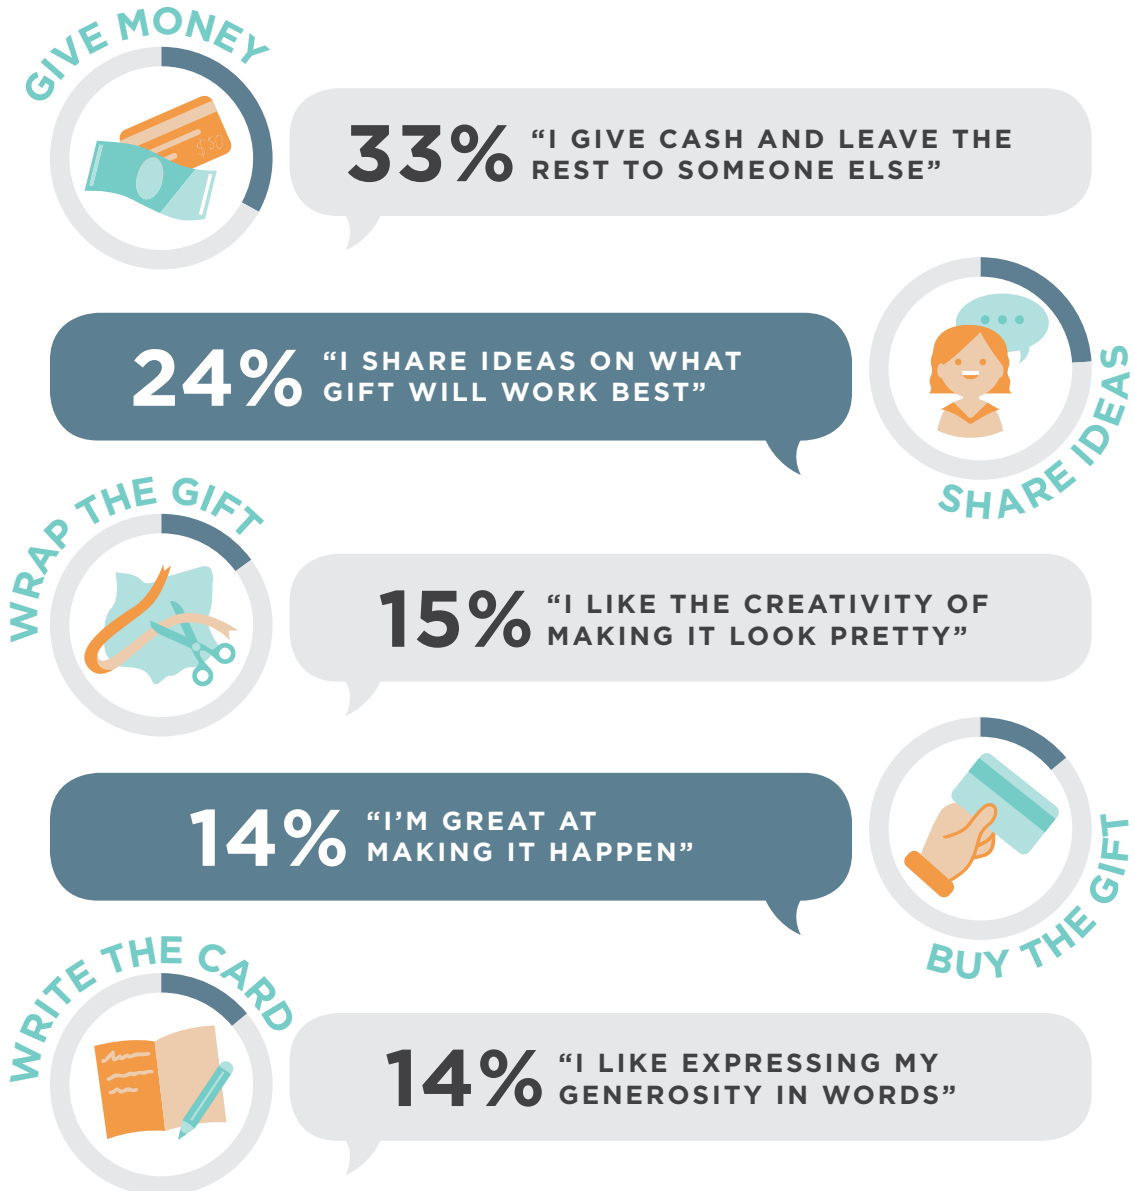 GIVE MONEY
$50
33%
“I GIVE CASH AND LEAVE THE
REST TO SOMEONE ELSE”
24%
“I SHARE IDEAS ON WHAT
GIFT WILL WORK BEST”
SHARE IDEAS
WRAP THE GIFT
15%
“I LIKE THE CREATIVITY OF
MAKING IT LOOK PRETTY”
14%
“I’M GREAT AT
MAKING IT HAPPEN”
BUY THE GIFT
WRITE THE CARD
14%
“I LIKE EXPRESSING MY
GENEROSITY IN WORDS”